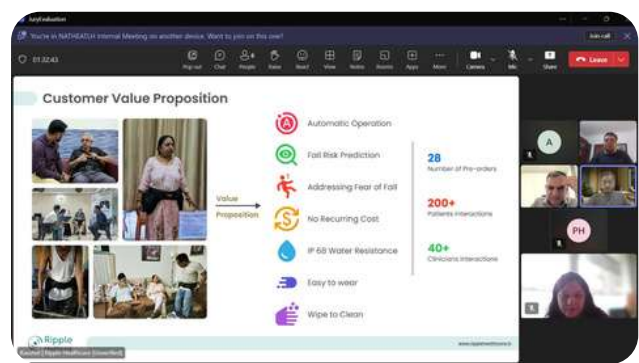 JuryEvaluation
You're in NATHEALTH Internal Meeting on another device. Want to join on this one?
Join call
01:32:43
Pop out
Chat
People
Raise
React
View
Notes
Rooms
Apps
More
Camera
Mic
Share
Leave
Customer Value Proposition
Value
Proposition
Automatic Operation
Fall Risk Prediction
Addressing Fear of Fall
No Recurring Cost
IP 68 Water Resistance
Easy to wear
Wipe to Clean
28
Number of Pre-orders
200+
Patients Interactions
40+
Clinicians Interactions
A
PH
Ripple